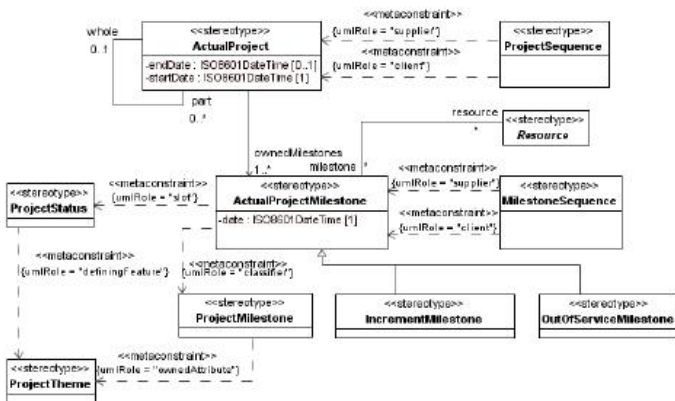 whole
0..1
<<stereotype>>
ActualProject
-endDate : ISO8601DateTime [0..1]
-startDate : ISO8601DateTime [1]
part
0..*
<<metaconstraint>>
{umlRole = "supplier"}
<<metaconstraint>>
{umlRole = "client"}
<<stereotype>>
ProjectSequence
resource
*
<<stereotype>>
Resource
ownedMilestones
1..*
milestone
*
<<stereotype>>
ProjectStatus
<<metaconstraint>>
{umlRole = "slot"}
<<stereotype>>
ActualProjectMilestone
-date : ISO8601DateTime [1]
<<metaconstraint>>
{umlRole = "supplier"}
<<metaconstraint>>
{umlRole = "client"}
<<stereotype>>
MilestoneSequence
<<metaconstraint>>
{umlRole = "definingFeature"}
<<metaconstraint>>
{umlRole = "classifier"}
<<stereotype>>
ProjectMilestone
<<stereotype>>
IncrementMilestone
<<stereotype>>
OutOfServiceMilestone
<<metaconstraint>>
{umlRole = "ownedAttribute"}
<<stereotype>>
ProjectTheme